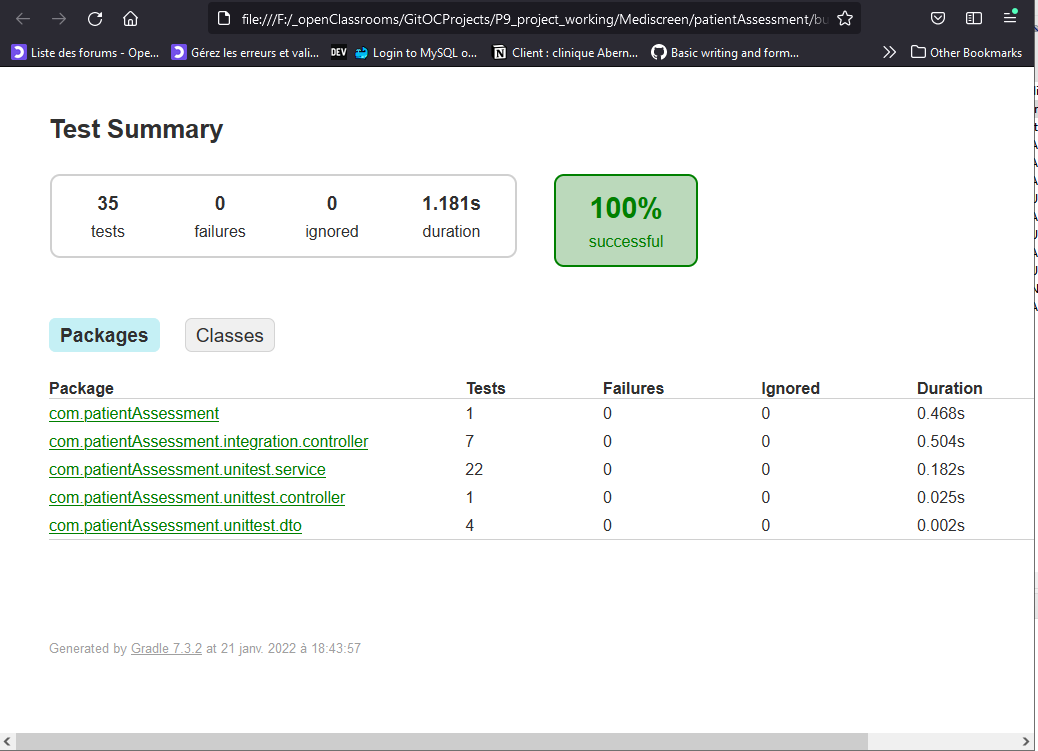 file:///F:/_openClassrooms/GitOCProjects/P9_project_working/Mediscreen/patientAssessment/bu
Liste des forums - Ope... Gérez les erreurs et vali... DEV Login to MySQL o... Client : clinique Abern... Basic writing and form... Other Bookmarks
Test Summary
35 0 0 1.181s
tests failures ignored duration
100%
successful
Packages Classes
Package Tests Failures Ignored Duration
com.patientAssessment 1 0 0 0.468s
com.patientAssessment.integration.controller 7 0 0 0.504s
com.patientAssessment.unitest.service 22 0 0 0.182s
com.patientAssessment.unittest.controller 1 0 0 0.025s
com.patientAssessment.unittest.dto 4 0 0 0.002s
Generated by Gradle 7.3.2 at 21 janv. 2022 à 18:43:57